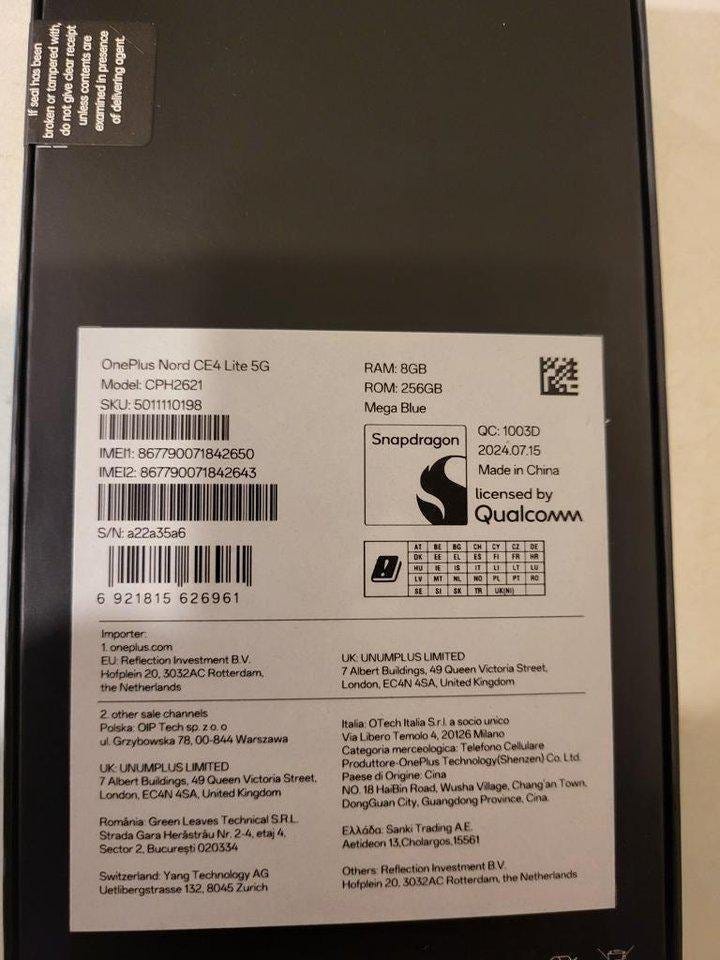 If seal has been
broken or tampered with,
do not give clear receipt
unless contents are
examined in presence
of delivering agent.
OnePlus Nord CE4 Lite 5G
Model: CPH2621
SKU: 5011110198
IMEI1: 867790071842650
IMEI2: 867790071842643
S/N: a22a35a6
6 921815 626961
RAM: 8GB
ROM: 256GB
Mega Blue
Snapdragon
QC: 1003D
2024.07.15
Made in China
licensed by
Qualcomm
AT BE BG CH CY CZ DE
DK EE EL ES FI FR HR
HU IE IS IT LI LT LU
LV MT NL NO PL PT RO
SE SI SK TR UK(NI)
Importer:
1. oneplus.com
EU: Reflection Investment B.V.
Hofplein 20, 3032AC Rotterdam,
the Netherlands
UK: UNUMPLUS LIMITED
7 Albert Buildings, 49 Queen Victoria Street,
London, EC4N 4SA, United Kingdom
2. other sale channels
Polska: OIP Tech sp. z o. o
ul. Grzybowska 78, 00-844 Warszawa
UK: UNUMPLUS LIMITED
7 Albert Buildings, 49 Queen Victoria Street,
London, EC4N 4SA, United Kingdom
România: Green Leaves Technical S.R.L.
Strada Gara Herăstrău Nr. 2-4, etaj 4,
Sector 2, București 020334
Switzerland: Yang Technology AG
Uetlibergstrasse 132, 8045 Zurich
Italia: OTech Italia S.r.l. a socio unico
Via Libero Temolo 4, 20126 Milano
Categoria merceologica: Telefono Cellulare
Produttore-OnePlus Technology(Shenzen) Co. Ltd.
Paese di Origine: Cina
NO. 18 HaiBin Road, Wusha Village, Chang'an Town,
DongGuan City, Guangdong Province, Cina.
Ελλάδα: Sanki Trading A.E.
Aetideon 13,Cholargos,15561
Others: Reflection Investment B.V.
Hofplein 20, 3032AC Rotterdam, the Netherlands